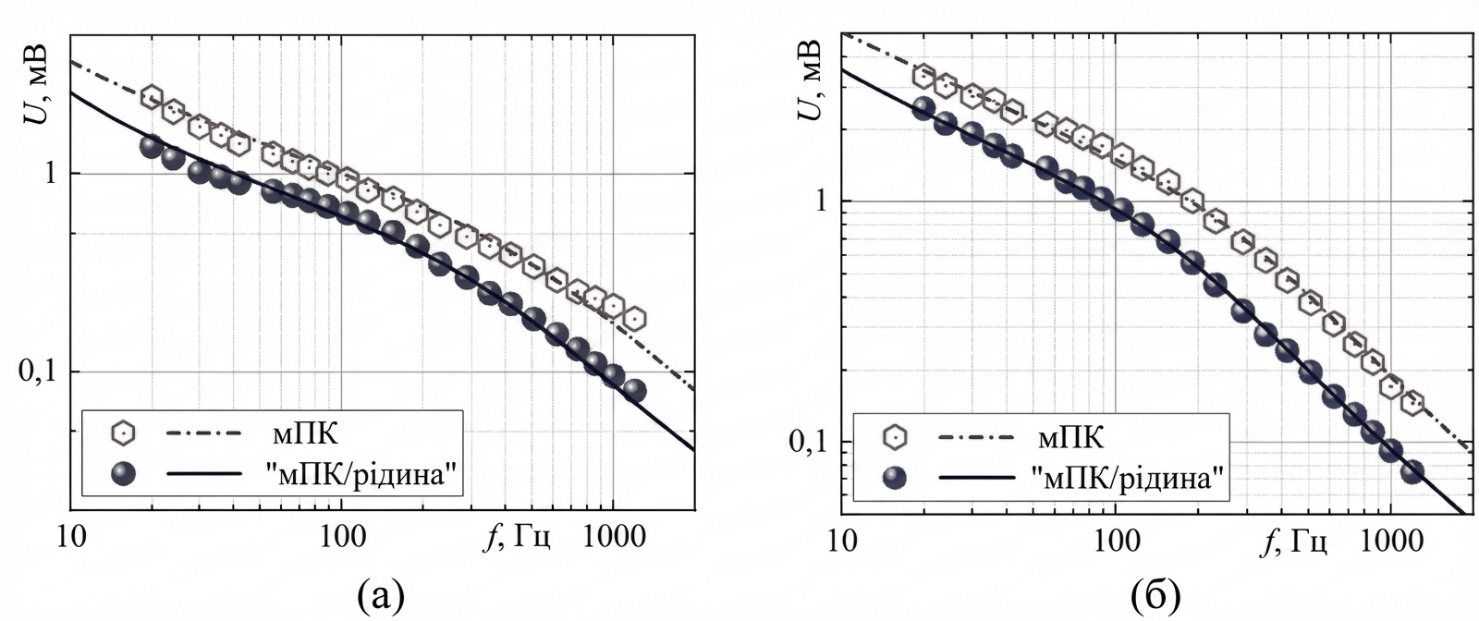 U, мВ
1
0,1
мПК
"мПК/рідина"
10
100
f, Гц
1000
(а)
U, мВ
1
0,1
мПК
"мПК/рідина"
10
100
f, Гц
1000
(б)